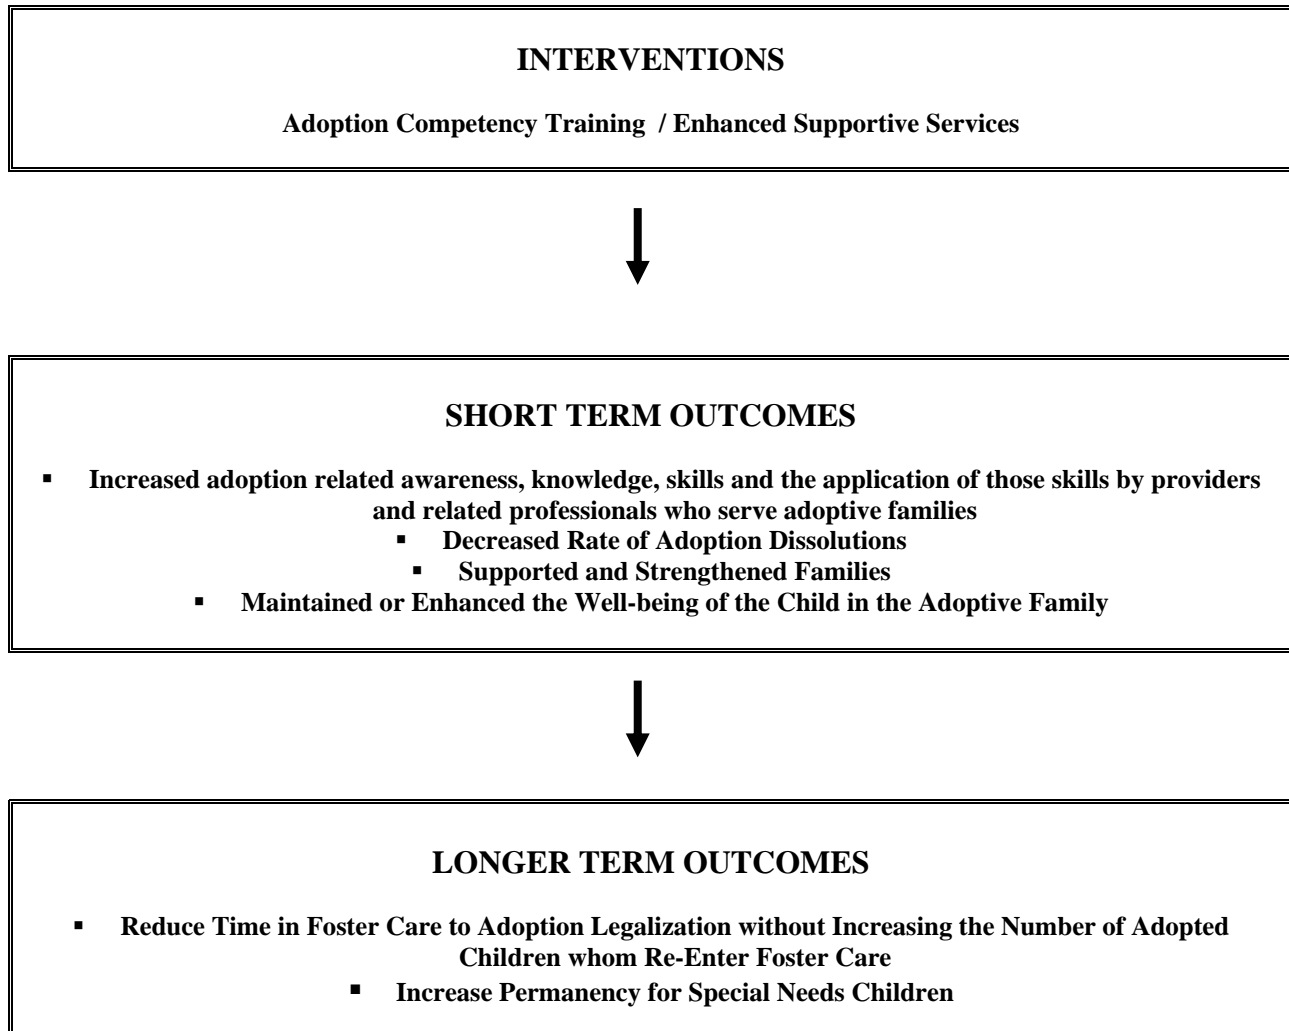 INTERVENTIONS
Adoption Competency Training / Enhanced Supportive Services
SHORT TERM OUTCOMES
▪ Increased adoption related awareness, knowledge, skills and the application of those skills by providers
and related professionals who serve adoptive families
▪ Decreased Rate of Adoption Dissolutions
▪ Supported and Strengthened Families
▪ Maintained or Enhanced the Well-being of the Child in the Adoptive Family
LONGER TERM OUTCOMES
▪ Reduce Time in Foster Care to Adoption Legalization without Increasing the Number of Adopted
Children whom Re-Enter Foster Care
▪ Increase Permanency for Special Needs Children